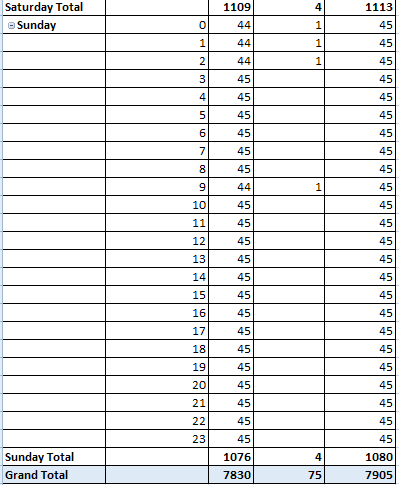 Saturday Total 1109 4 1113
Sunday 0 44 1 45
1 44 1 45
2 44 1 45
3 45 45
4 45 45
5 45 45
6 45 45
7 45 45
8 45 45
9 44 1 45
10 45 45
11 45 45
12 45 45
13 45 45
14 45 45
15 45 45
16 45 45
17 45 45
18 45 45
19 45 45
20 45 45
21 45 45
22 45 45
23 45 45
Sunday Total 1076 4 1080
Grand Total 7830 75 7905